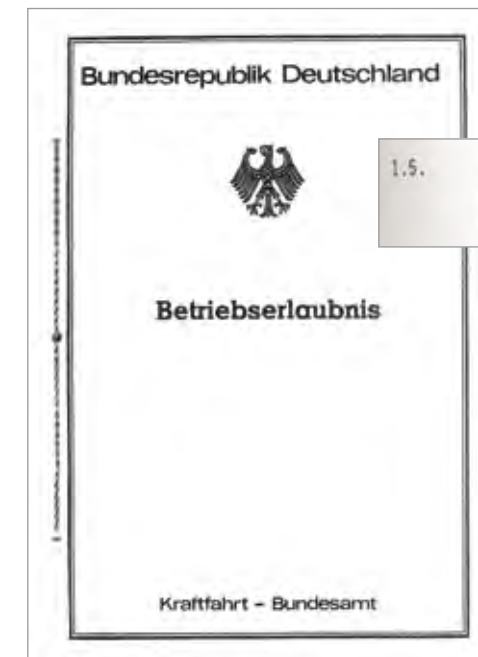 Bundesrepublik Deutschland
1.5.
Betriebserlaubnis
Kraftfahrt – Bundesamt